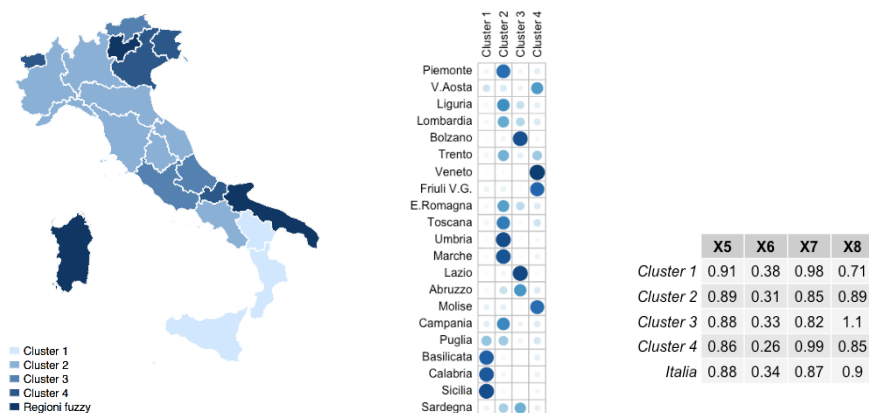 Cluster 1
Cluster 2
Cluster 3
Cluster 4
Regioni fuzzy
Cluster 1 Cluster 2 Cluster 3 Cluster 4
Piemonte
V.Aosta
Liguria
Lombardia
Bolzano
Trento
Veneto
Friuli V.G.
E.Romagna
Toscana
Umbria
Marche
Lazio
Abruzzo
Molise
Campania
Puglia
Basilicata
Calabria
Sicilia
Sardegna
X5 X6 X7 X8
Cluster 1 0.91 0.38 0.98 0.71
Cluster 2 0.89 0.31 0.85 0.89
Cluster 3 0.88 0.33 0.82 1.1
Cluster 4 0.86 0.26 0.99 0.85
Italia 0.88 0.34 0.87 0.9